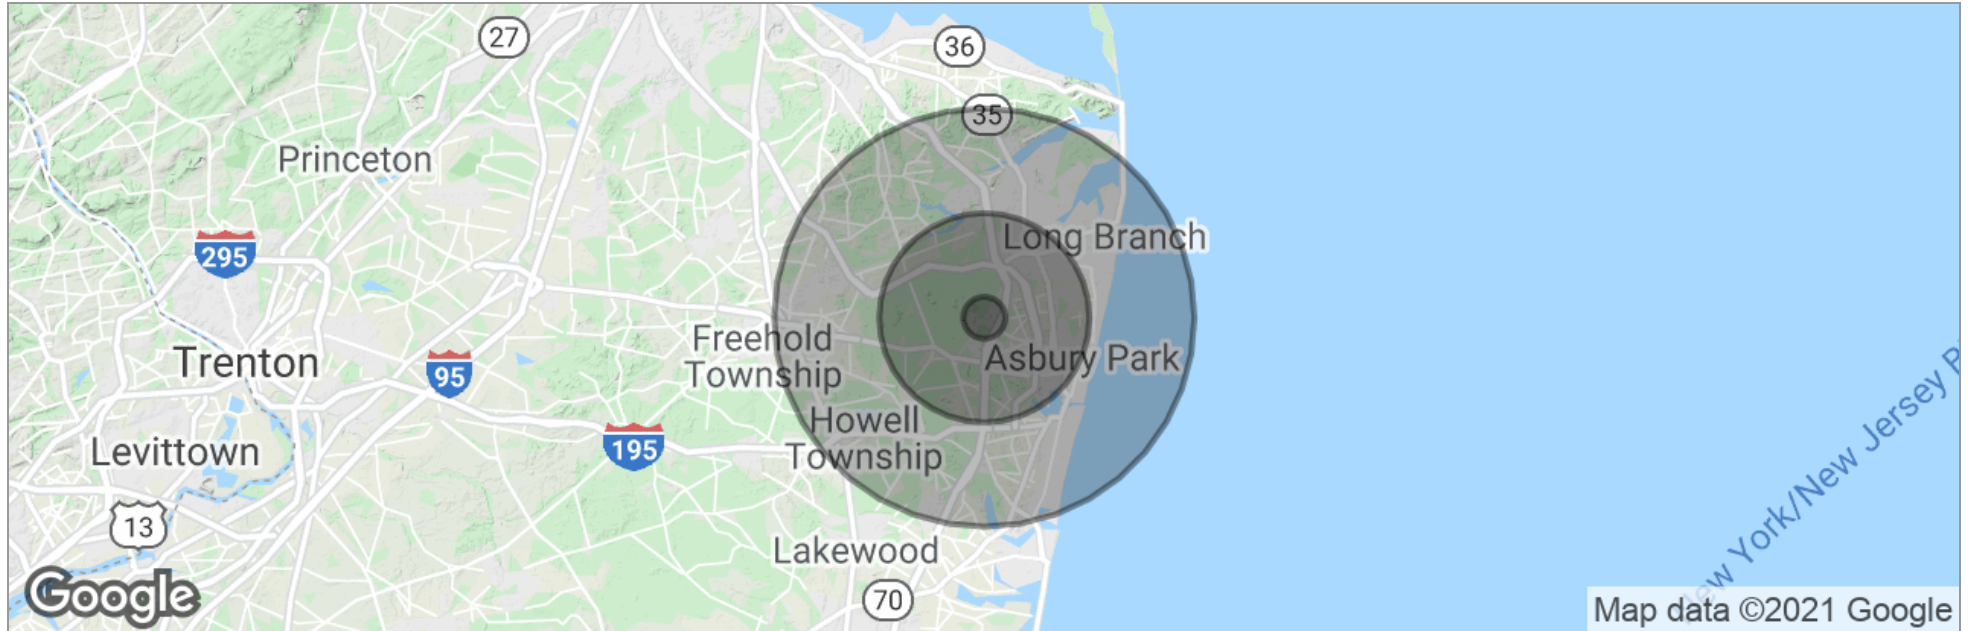 27
36
35
Princeton
Long Branch
295
Freehold
Township
Asbury Park
Trenton
95
Howell
Township
195
Levittown
13
Lakewood
70
Google
New York/New Jersey
Map data ©2021 Google